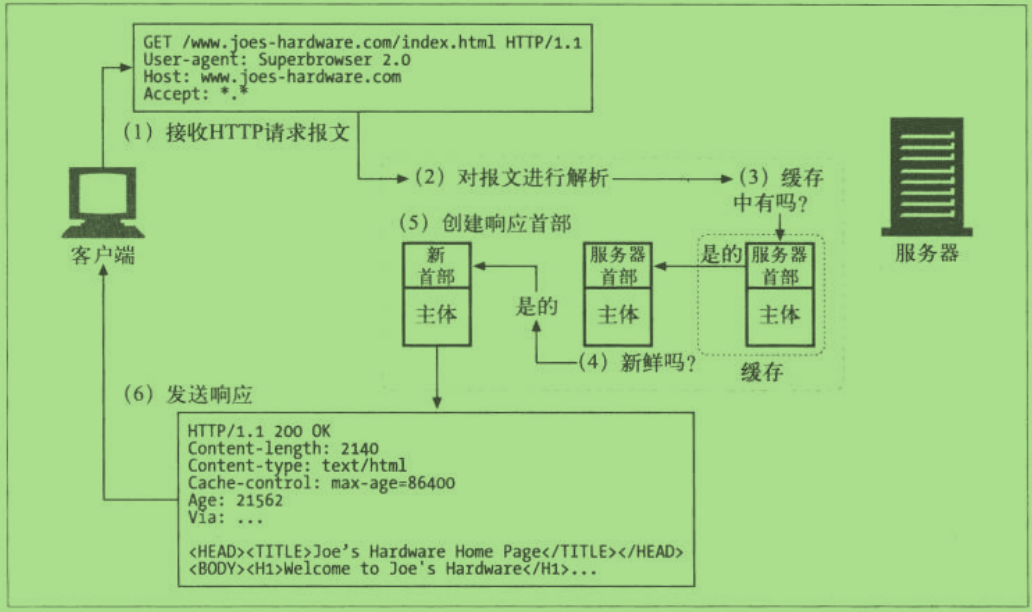 GET /www.joes-hardware.com/index.html HTTP/1.1
User-agent: Superbrowser 2.0
Host: www.joes-hardware.com
Accept: *.*
(1) 接收HTTP请求报文
(2) 对报文进行解析
(3) 缓存
中有吗?
客户端
服务器
(5) 创建响应首部
新
首部
主体
是的
服务器
首部
主体
是的
服务器
首部
主体
(4) 新鲜吗?
缓存
(6) 发送响应
HTTP/1.1 200 OK
Content-length: 2140
Content-type: text/html
Cache-control: max-age=86400
Age: 21562
Via: ...
<HEAD><TITLE>Joe's Hardware Home Page</TITLE></HEAD>
<BODY><H1>Welcome to Joe's Hardware</H1>...